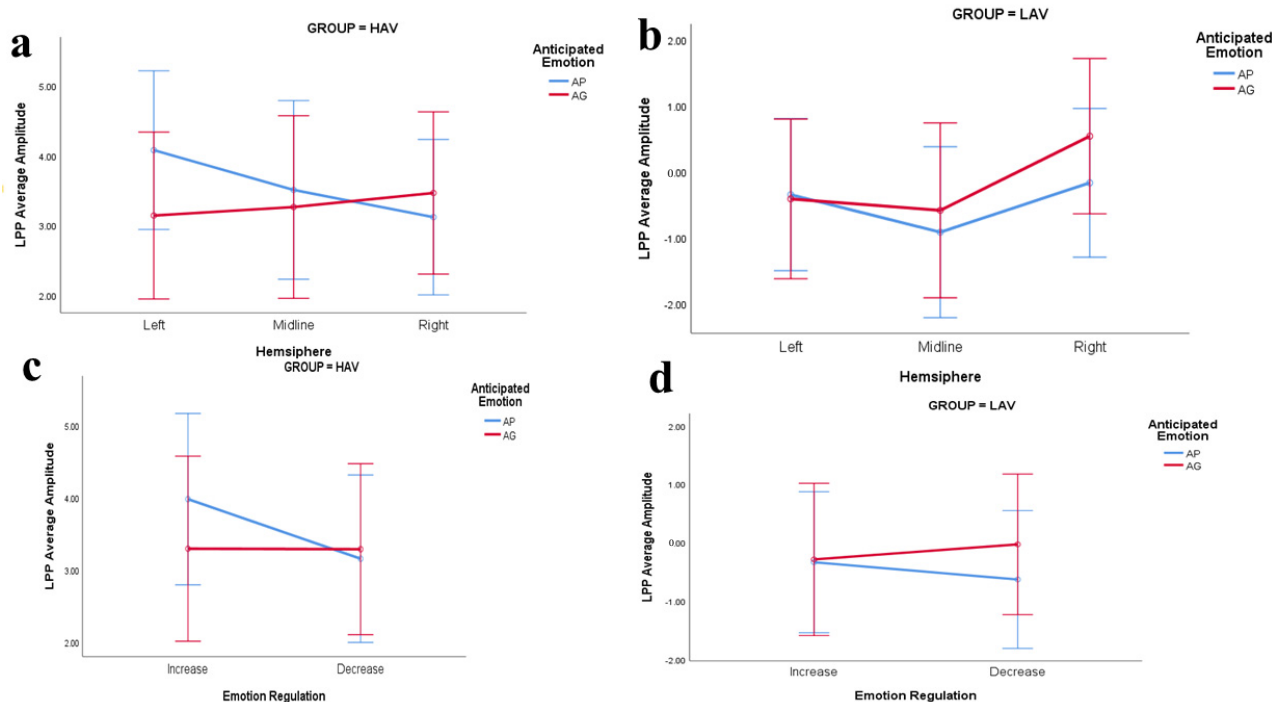 a
GROUP = HAV
Anticipated
Emotion
AP
AG
LPP Average Amplitude
5.00
4.00
3.00
2.00
Left Midline Right
Hemsiphere
b
GROUP = LAV
Anticipated
Emotion
AP
AG
LPP Average Amplitude
2.00
1.00
0.00
-1.00
-2.00
Left Midline Right
Hemsiphere
c
GROUP = HAV
Anticipated
Emotion
AP
AG
LPP Average Amplitude
5.00
4.00
3.00
2.00
Increase Decrease
Emotion Regulation
d
GROUP = LAV
Anticipated
Emotion
AP
AG
LPP Average Amplitude
2.00
1.00
0.00
-1.00
-2.00
Increase Decrease
Emotion Regulation